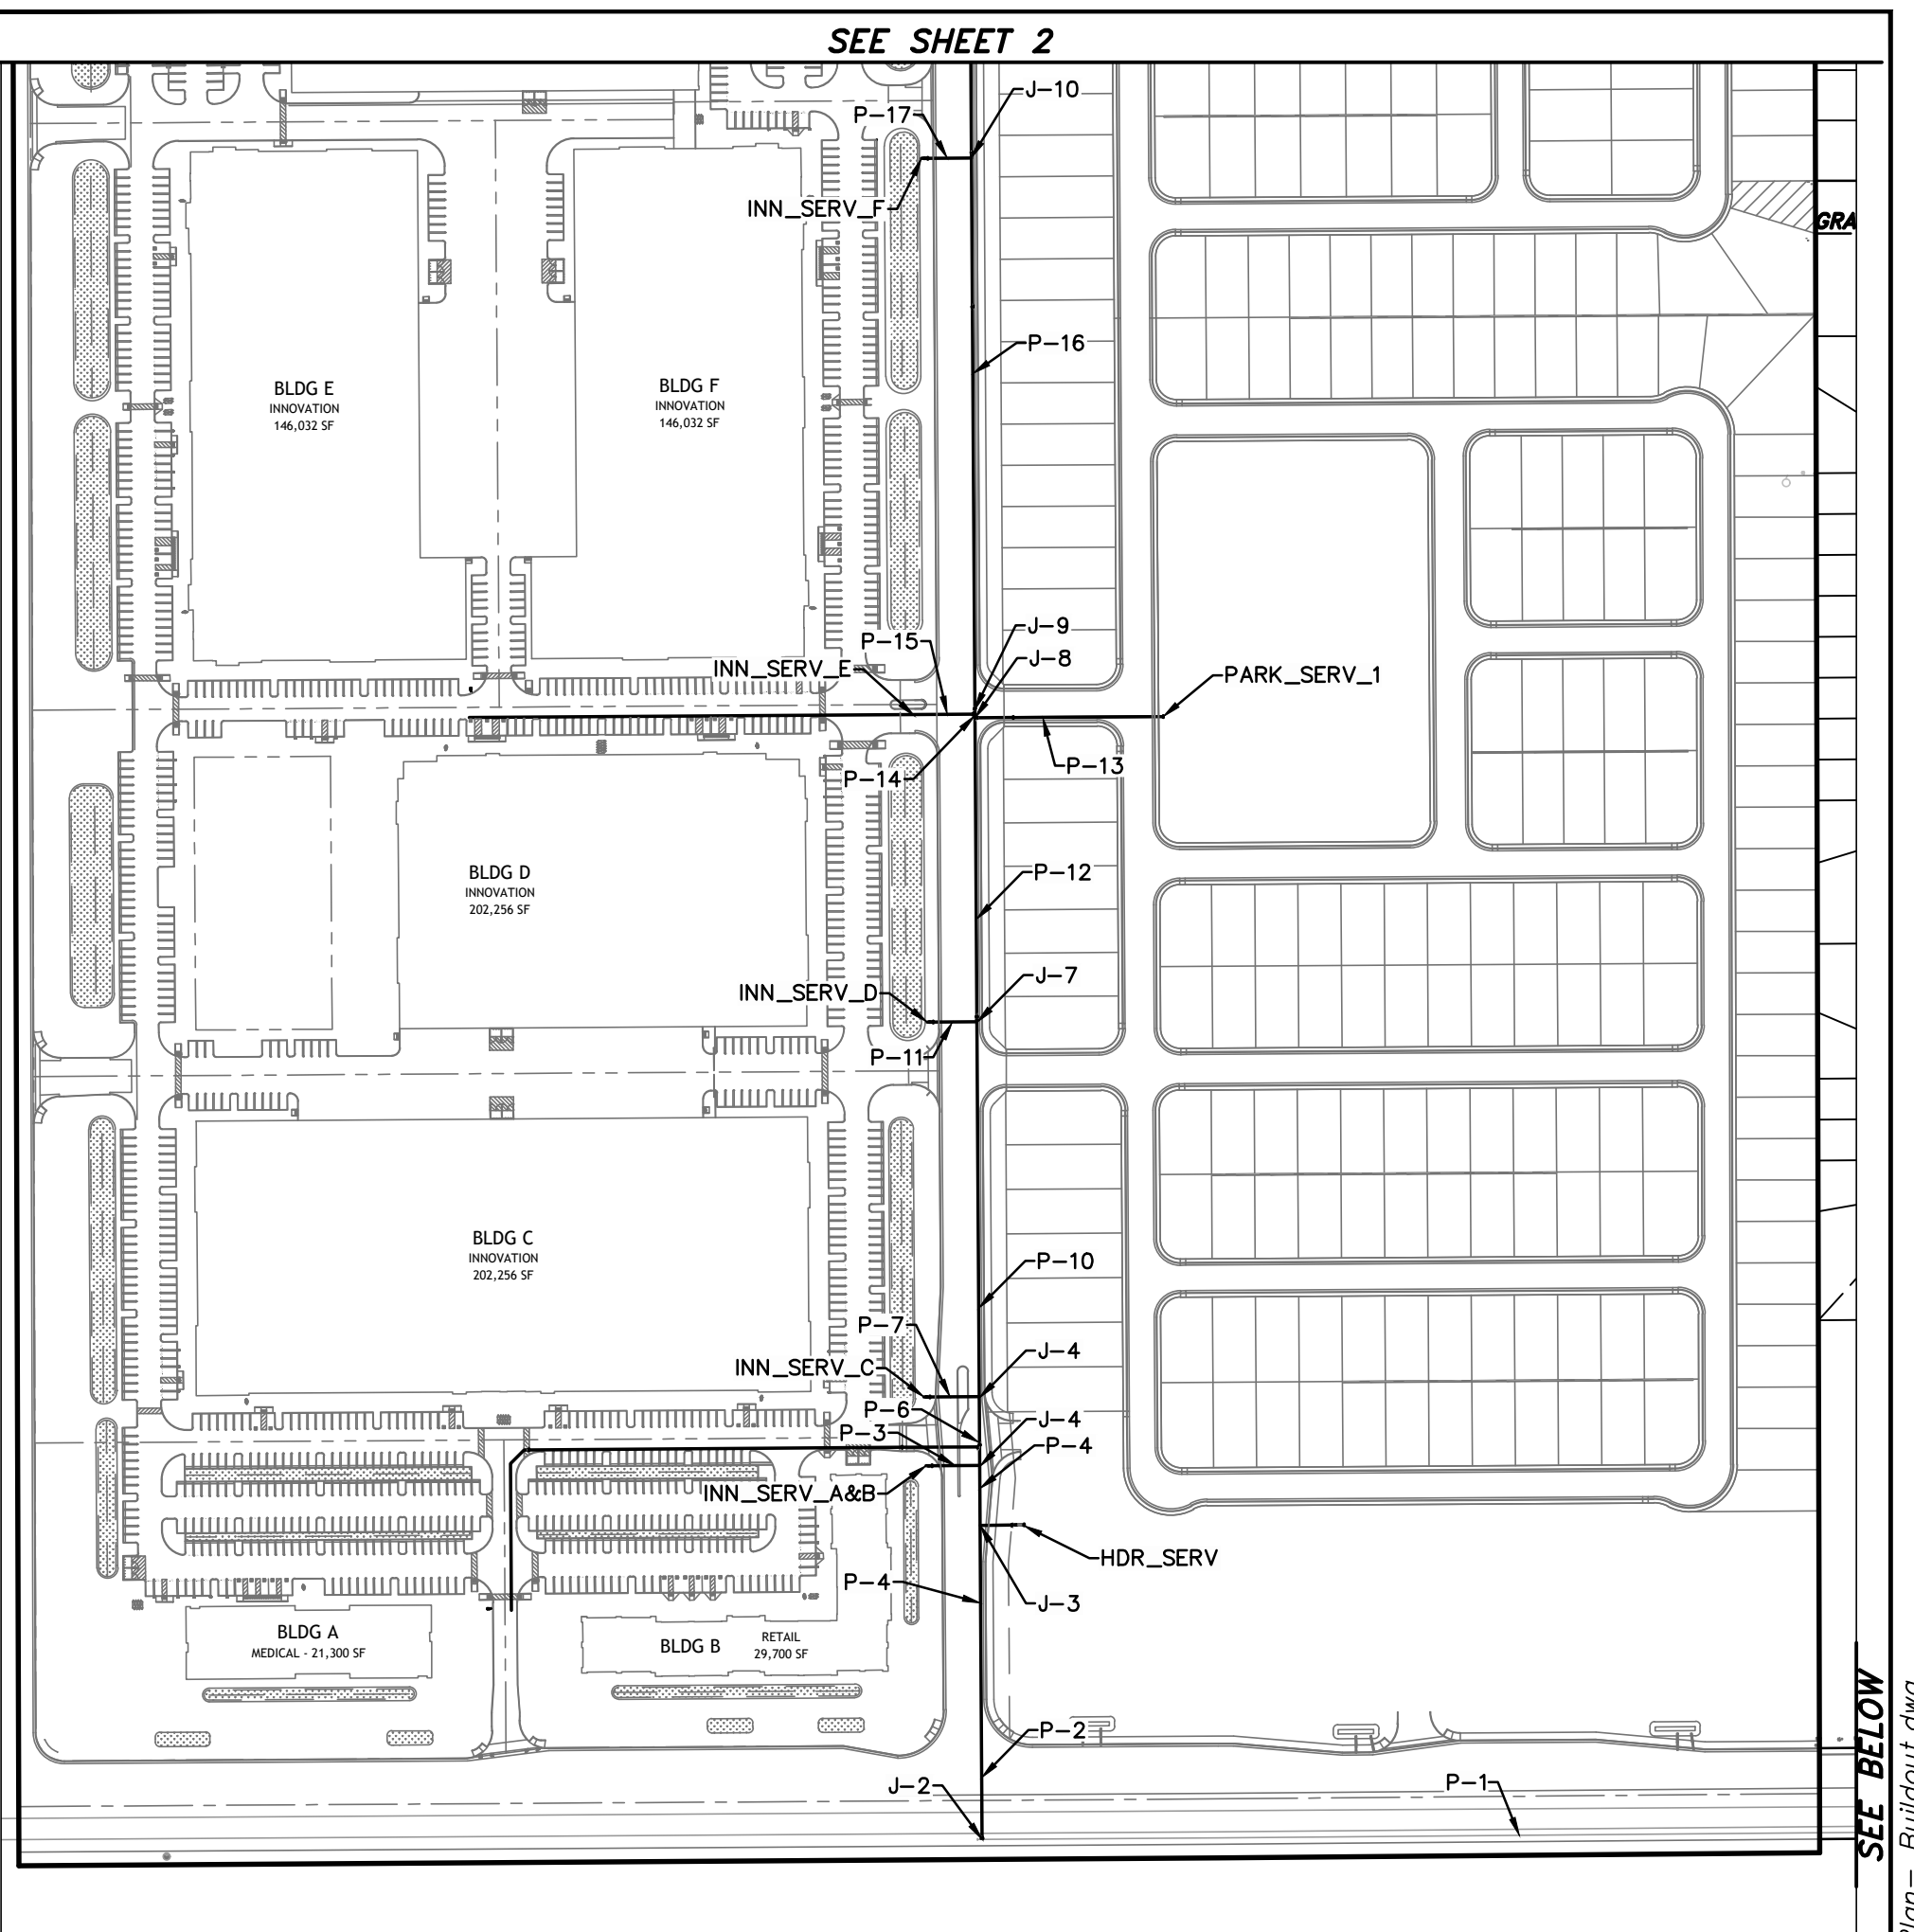 SEE SHEET 2
J-10
P-17
INN_SERV_F
GRA
P-16
BLDG E
INNOVATION
146,032 SF
BLDG F
INNOVATION
146,032 SF
J-9
P-15
J-8
INN_SERV_E
PARK_SERV_1
P-13
P-14
BLDG D
INNOVATION
202,256 SF
P-12
J-7
INN_SERV_D
P-11
BLDG C
INNOVATION
202,256 SF
P-10
P-7
J-4
INN_SERV_C
P-6
J-4
P-3
P-4
INN_SERV_A&B
HDR_SERV
P-4
J-3
BLDG A
MEDICAL - 21,300 SF
BLDG B
RETAIL
29,700 SF
P-2
J-2
P-1
SEE BELOW
Plan- Buildout.dwg